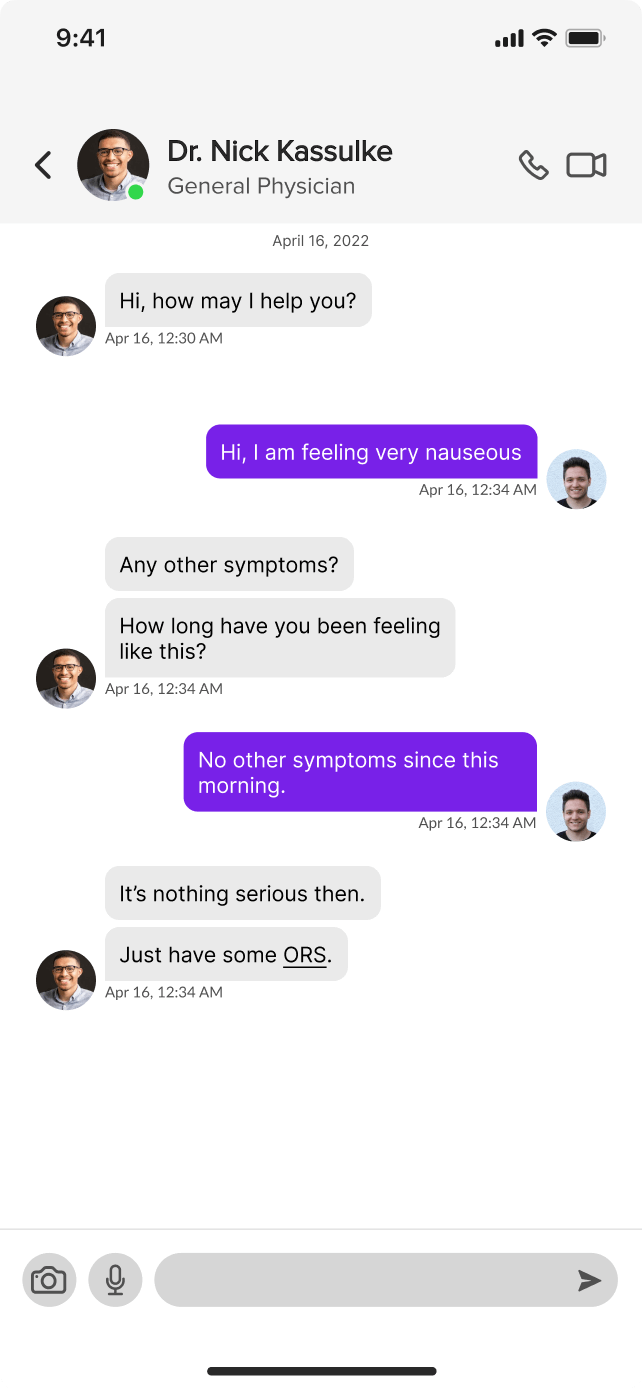 9:41
Dr. Nick Kassulke
General Physician
April 16, 2022
Hi, how may I help you?
Apr 16, 12:30 AM
Hi, I am feeling very nauseous
Apr 16, 12:34 AM
Any other symptoms?
How long have you been feeling
like this?
Apr 16, 12:34 AM
No other symptoms since this
morning.
Apr 16, 12:34 AM
It’s nothing serious then.
Just have some ORS.
Apr 16, 12:34 AM